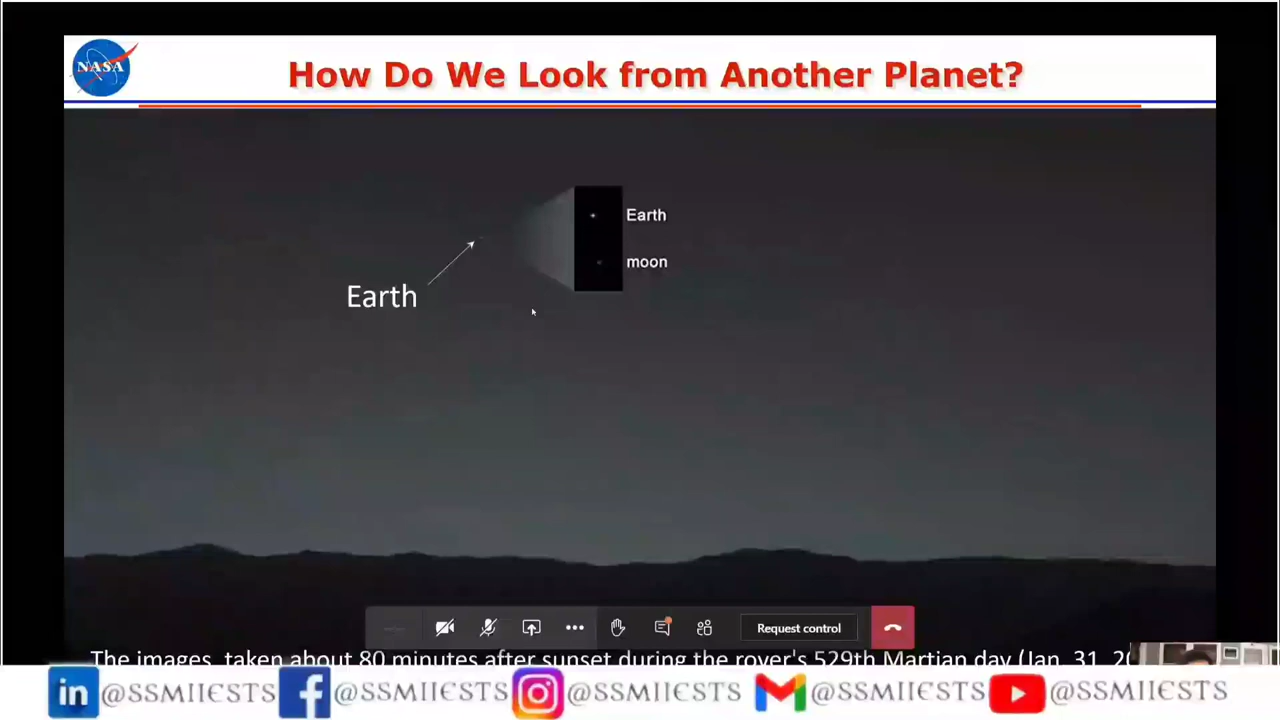 NASA
How Do We Look from Another Planet?
Earth
moon
Earth
Request control
The images, taken about 80 minutes after sunset during the rover's 529th Martian day (Jan. 31,
in @SSMIIESTS f @SSMIIESTS @SSMIIESTS @SSMIIESTS @SSMIIESTS